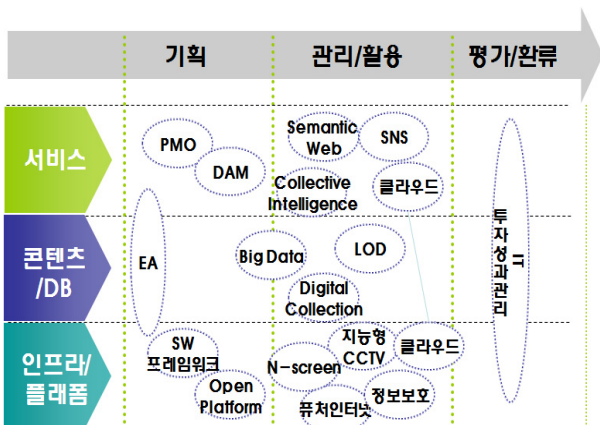 기획
관리/활용
평가/환류
서비스
PMO
DAM
Semantic
Web
SNS
Collective
Intelligence
클라우드
콘텐츠
/DB
EA
Big Data
LOD
Digital
Collection
IT
투자성과관리
인프라/
플래폼
SW
프레임워크
Open
Platform
N-screen
지능형
CCTV
클라우드
퓨처인터넷
정보보호